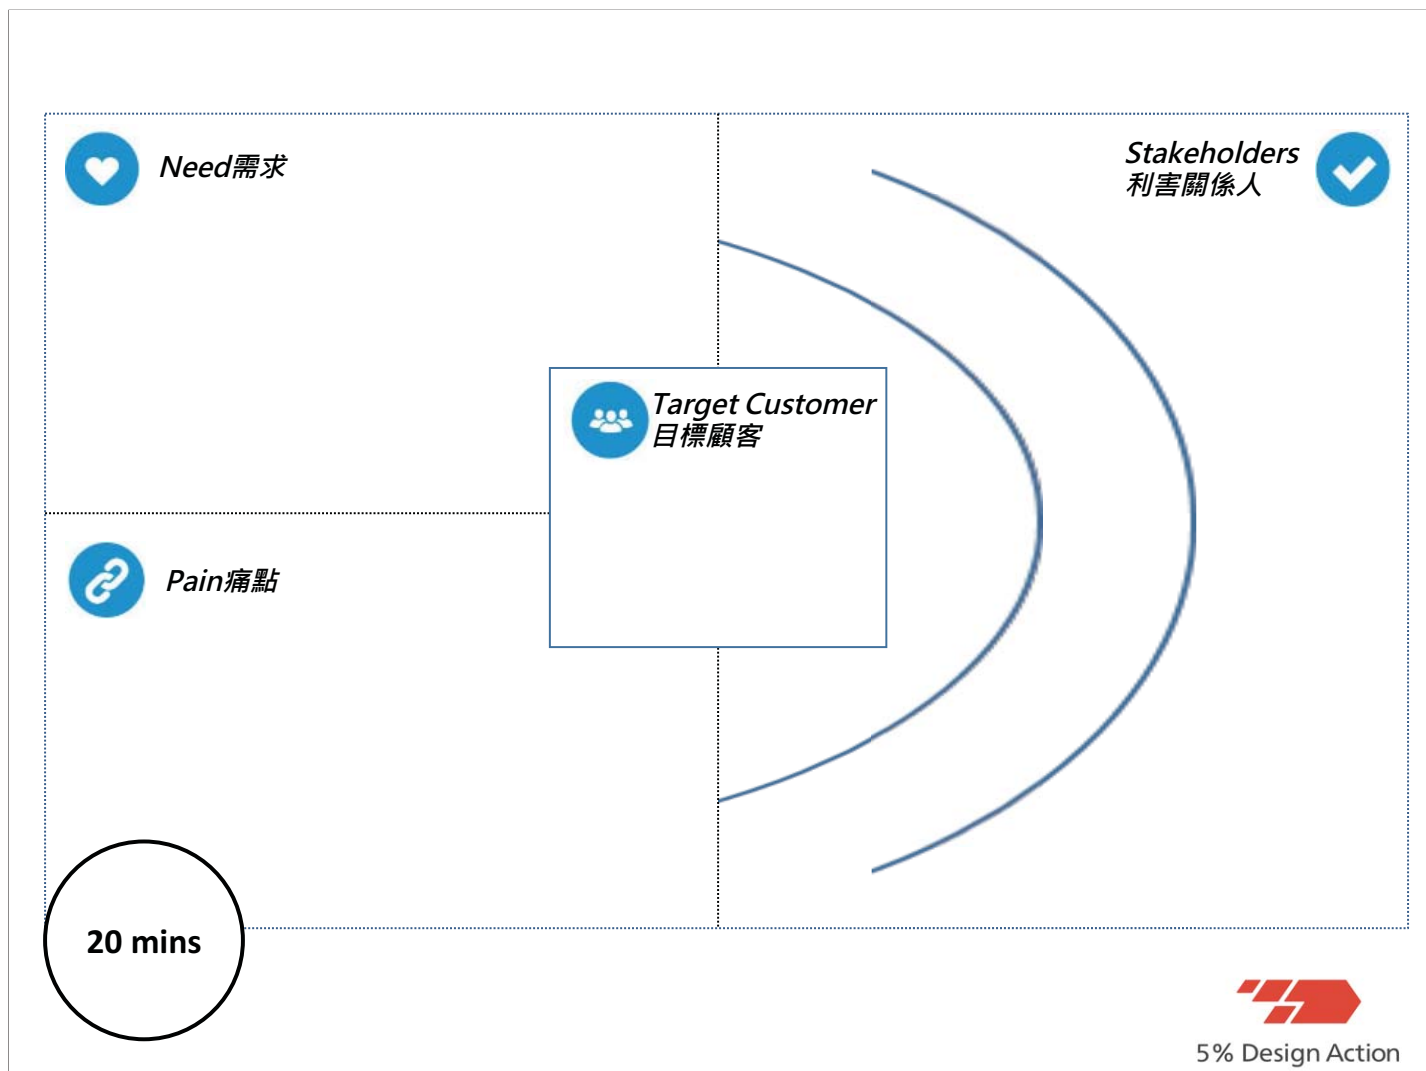 Need需求
Stakeholders
利害關係人
Target Customer
目標顧客
Pain痛點
20 mins
5% Design Action